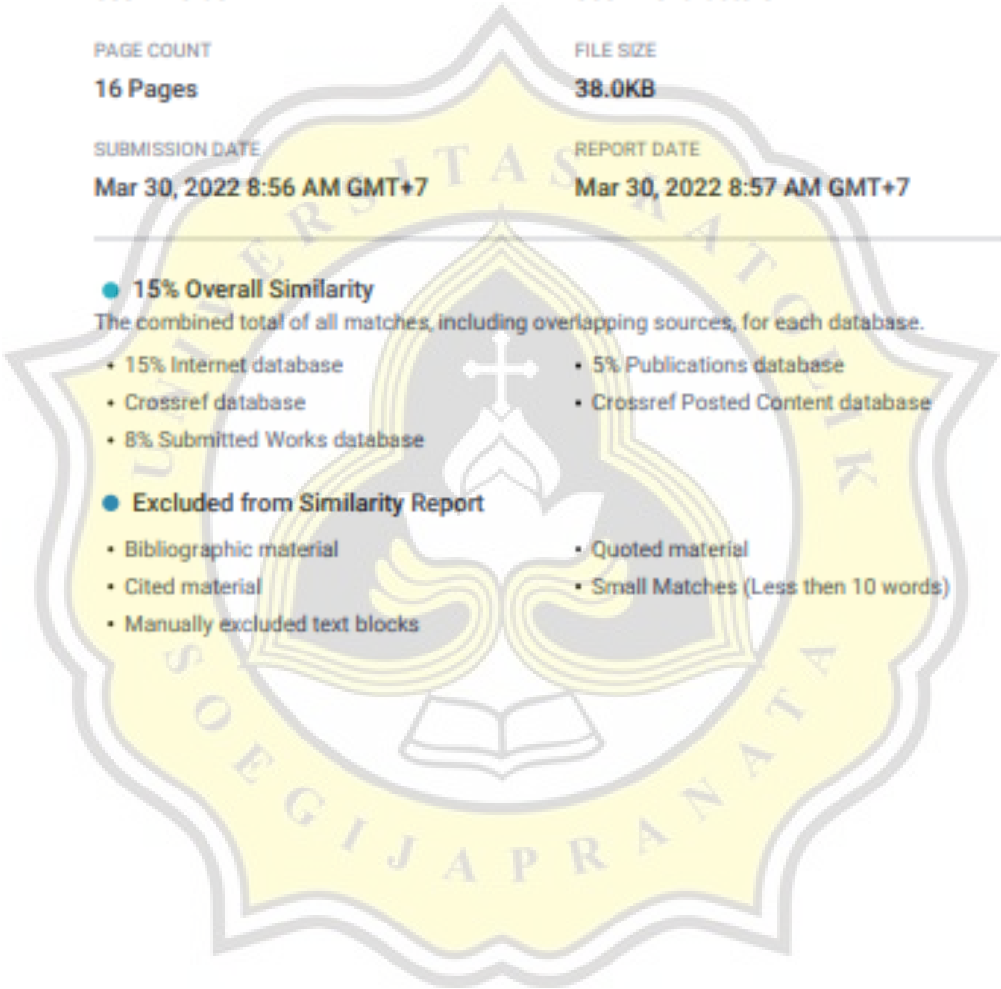 PAGE COUNT
FILE SIZE
16 Pages
38.0KB
SUBMISSION DATE
REPORT DATE
Mar 30, 2022 8:56 AM GMT+7
Mar 30, 2022 8:57 AM GMT+7
15% Overall Similarity
The combined total of all matches, including overlapping sources, for each database.
• 15% Internet database
• 5% Publications database
• Crossref database
• Crossref Posted Content database
• 8% Submitted Works database
Excluded from Similarity Report
• Bibliographic material
• Quoted material
• Cited material
• Small Matches (Less then 10 words)
• Manually excluded text blocks
UNIVERSITAS KATOLIK
SOEGIJAPRANATA